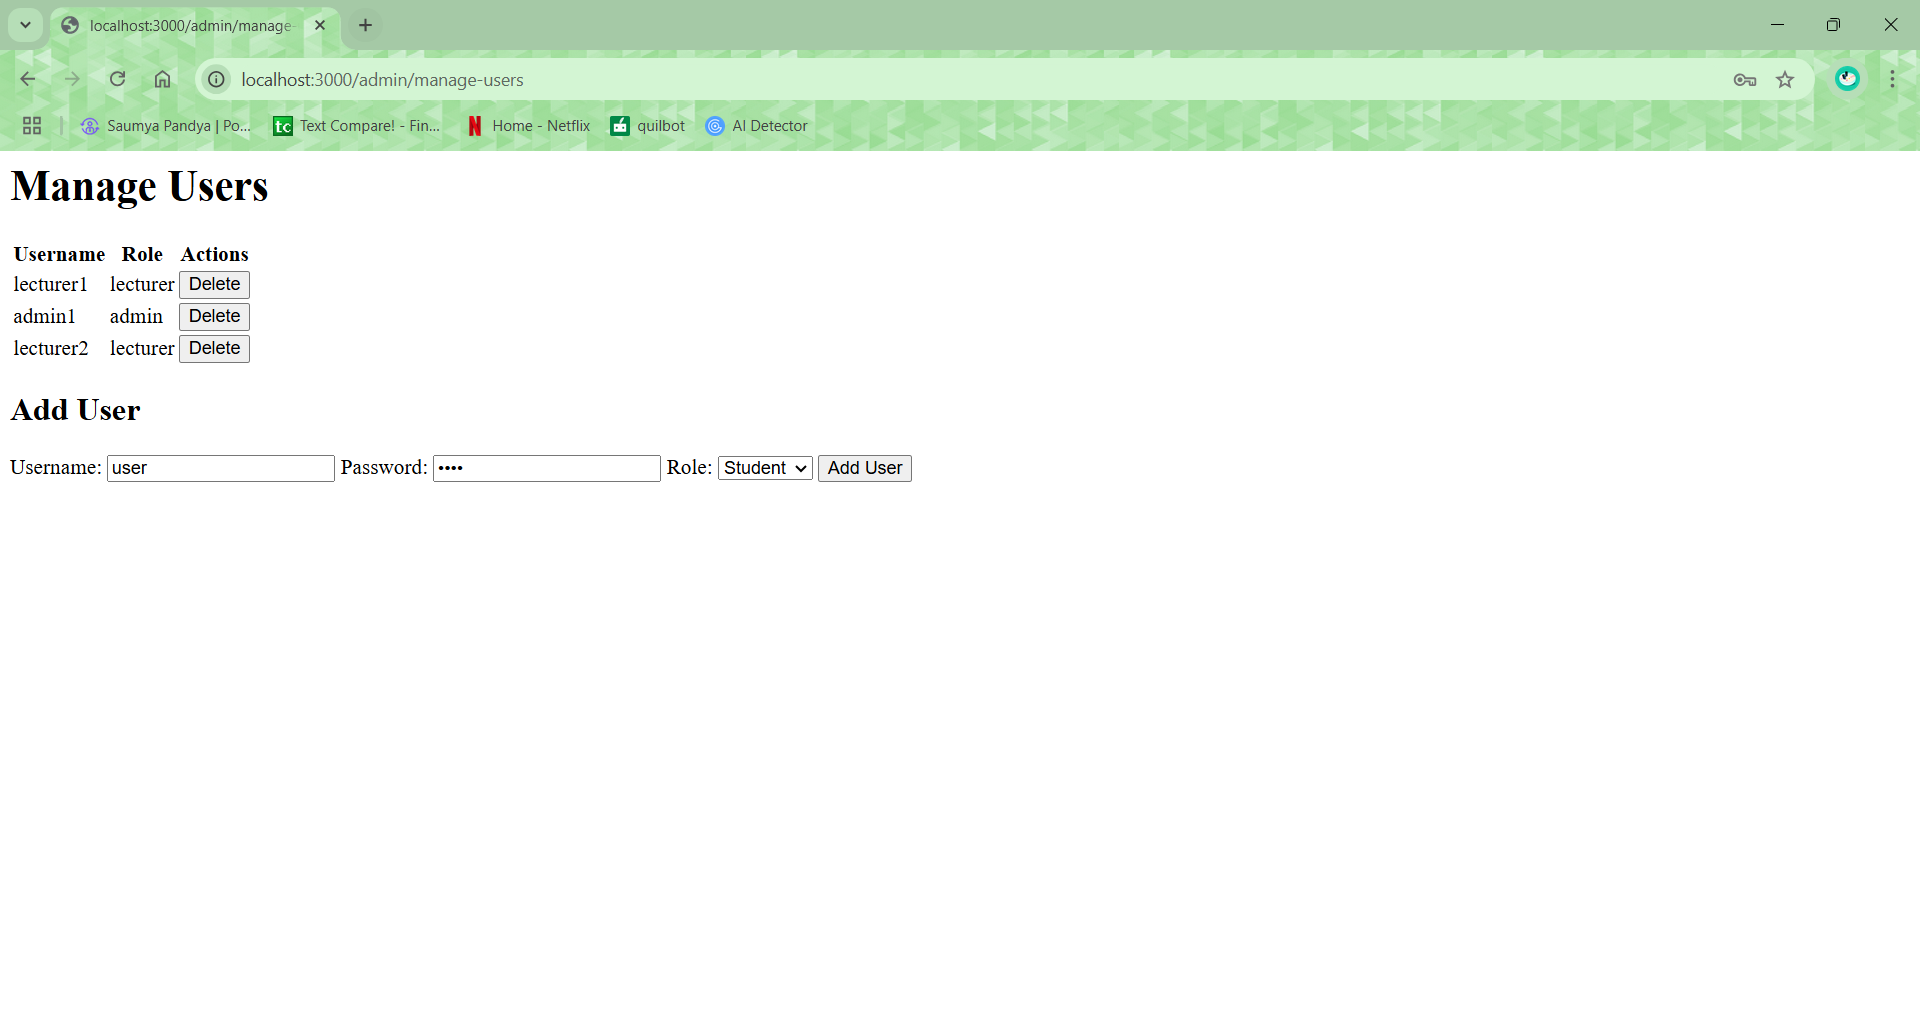 localhost:3000/admin/manage-
localhost:3000/admin/manage-users
Saumya Pandya | Po... tc Text Compare! - Fin... N Home - Netflix quilbot AI Detector
Manage Users
Username Role Actions
lecturer1 lecturer Delete
admin1 admin Delete
lecturer2 lecturer Delete
Add User
Username: user Password: •••• Role: Student Add User